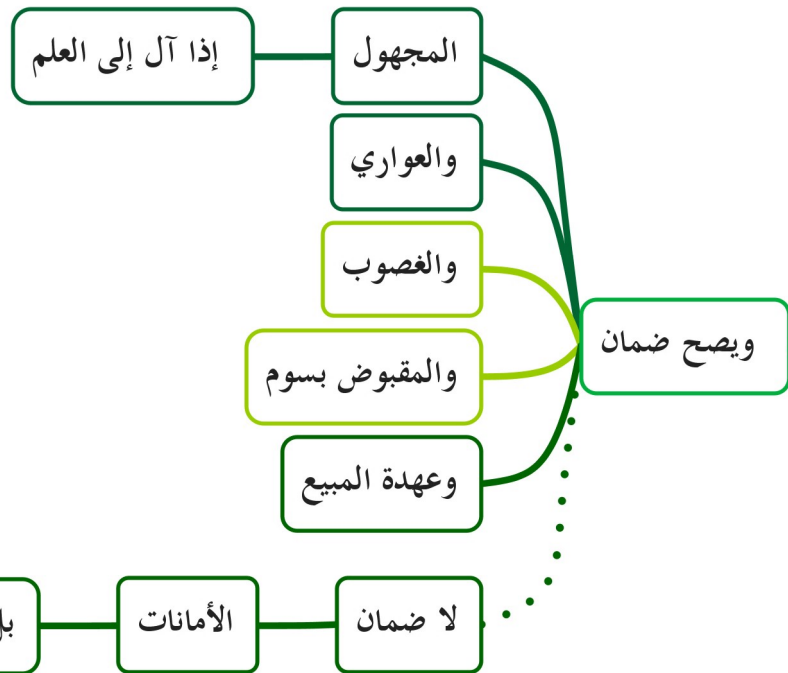 ويصح ضمان
المجهول
إذا آل إلى العلم
والعواري
والغصوب
والمقبوض بسوم
وعهدة المبيع
لا ضمان
الأمانات